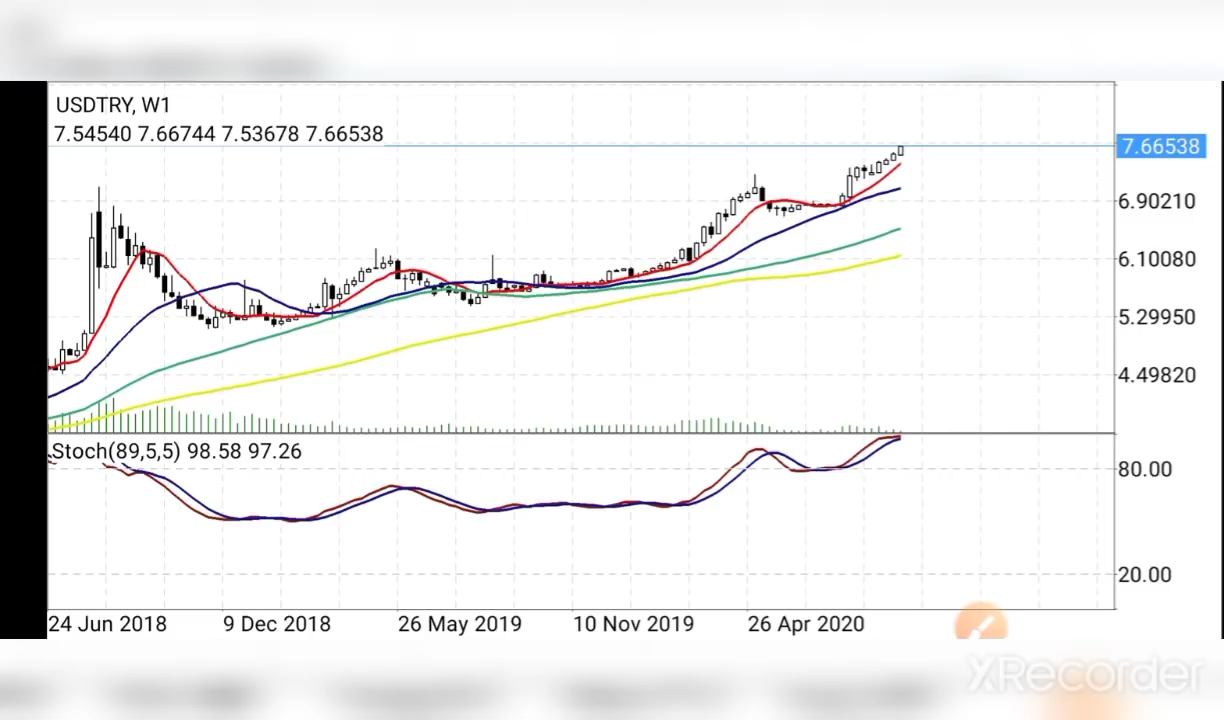 USDTRY, W1
7.54540 7.66744 7.53678 7.66538
7.66538
6.90210
6.10080
5.29950
4.49820
Stoch(89,5,5) 98.58 97.26
80.00
20.00
24 Jun 2018 9 Dec 2018 26 May 2019 10 Nov 2019 26 Apr 2020
XRecorder